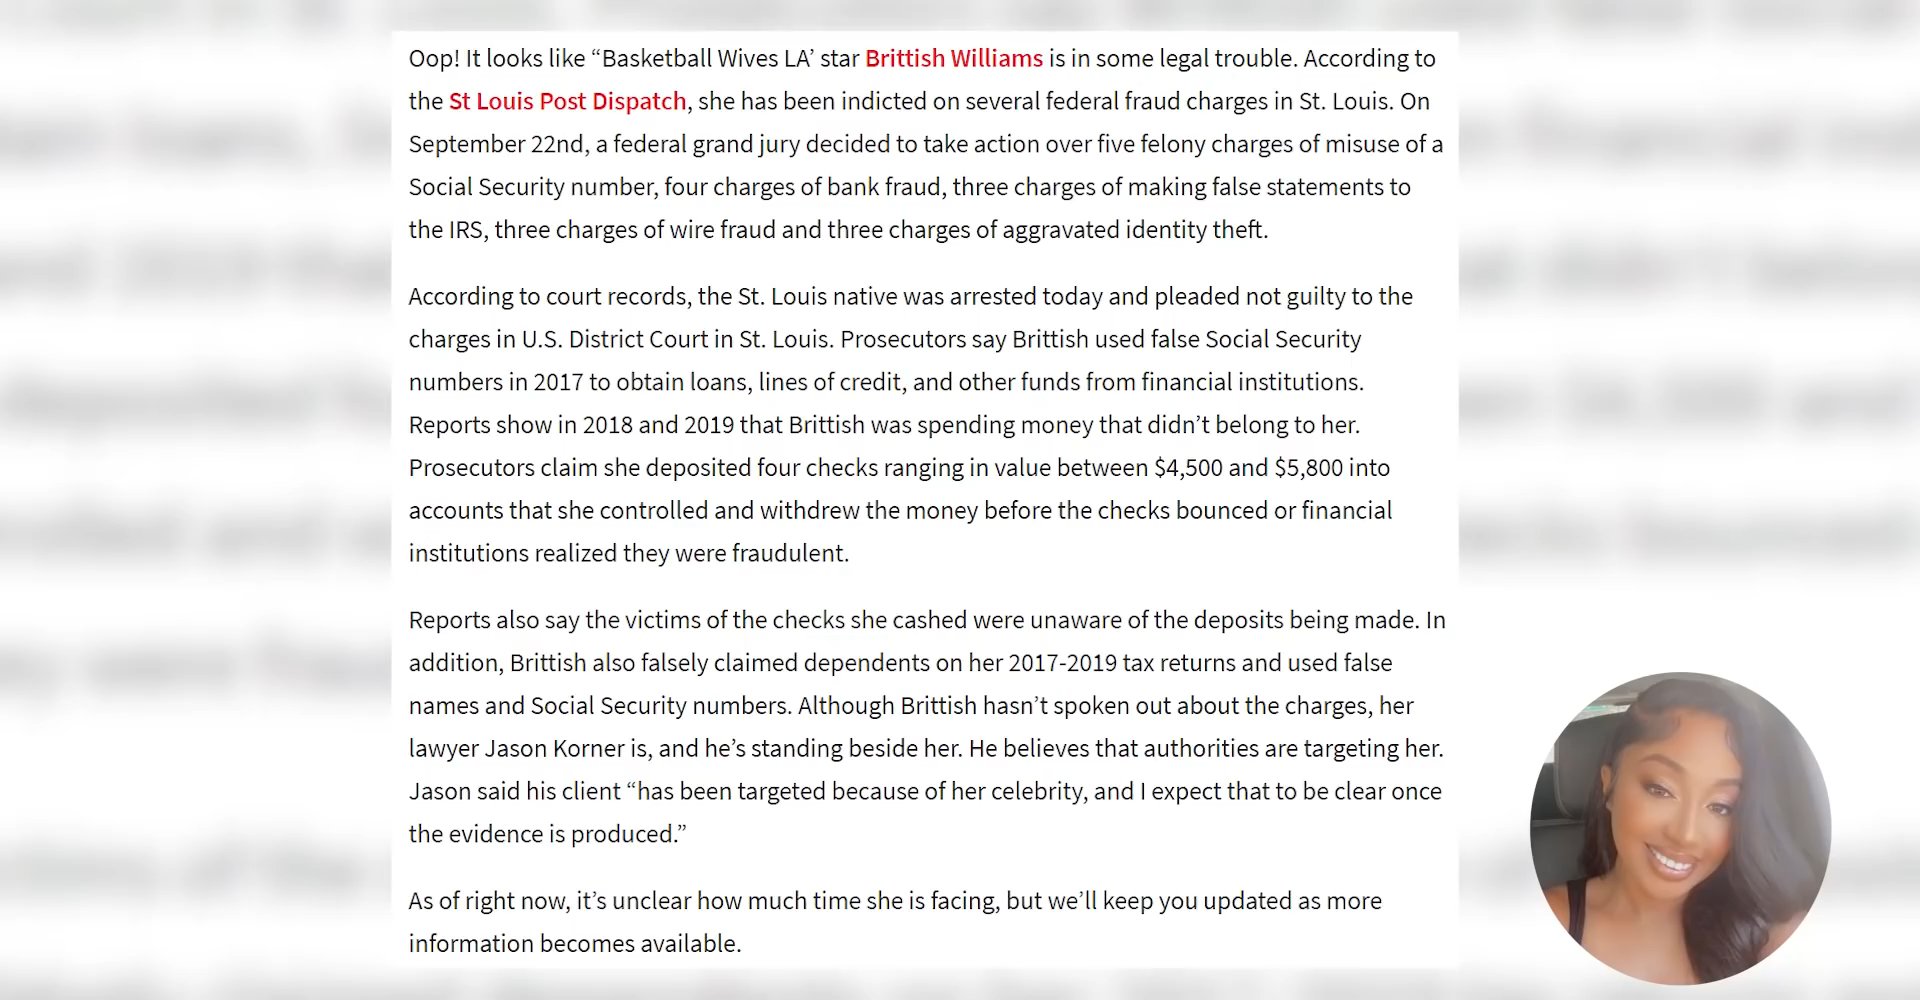 Oop! It looks like “Basketball Wives LA’ star Brittish Williams is in some legal trouble. According to
the St Louis Post Dispatch, she has been indicted on several federal fraud charges in St. Louis. On
September 22nd, a federal grand jury decided to take action over five felony charges of misuse of a
Social Security number, four charges of bank fraud, three charges of making false statements to
the IRS, three charges of wire fraud and three charges of aggravated identity theft.
According to court records, the St. Louis native was arrested today and pleaded not guilty to the
charges in U.S. District Court in St. Louis. Prosecutors say Brittish used false Social Security
numbers in 2017 to obtain loans, lines of credit, and other funds from financial institutions.
Reports show in 2018 and 2019 that Brittish was spending money that didn’t belong to her.
Prosecutors claim she deposited four checks ranging in value between $4,500 and $5,800 into
accounts that she controlled and withdrew the money before the checks bounced or financial
institutions realized they were fraudulent.
Reports also say the victims of the checks she cashed were unaware of the deposits being made. In
addition, Brittish also falsely claimed dependents on her 2017-2019 tax returns and used false
names and Social Security numbers. Although Brittish hasn’t spoken out about the charges, her
lawyer Jason Korner is, and he’s standing beside her. He believes that authorities are targeting her.
Jason said his client “has been targeted because of her celebrity, and I expect that to be clear once
the evidence is produced.”
As of right now, it’s unclear how much time she is facing, but we’ll keep you updated as more
information becomes available.